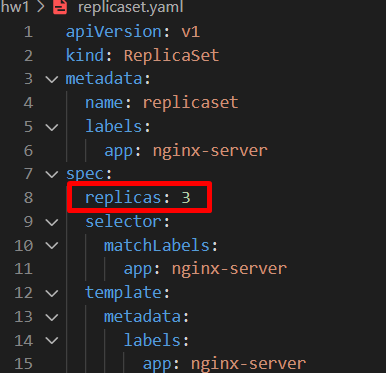 hw1 > replicaset.yaml
1 apiVersion: v1
2 kind: ReplicaSet
3 metadata:
4 name: replicaset
5 labels:
6 app: nginx-server
7 spec:
8 replicas: 3
9 selector:
10 matchLabels:
11 app: nginx-server
12 template:
13 metadata:
14 labels:
15 app: nginx-server